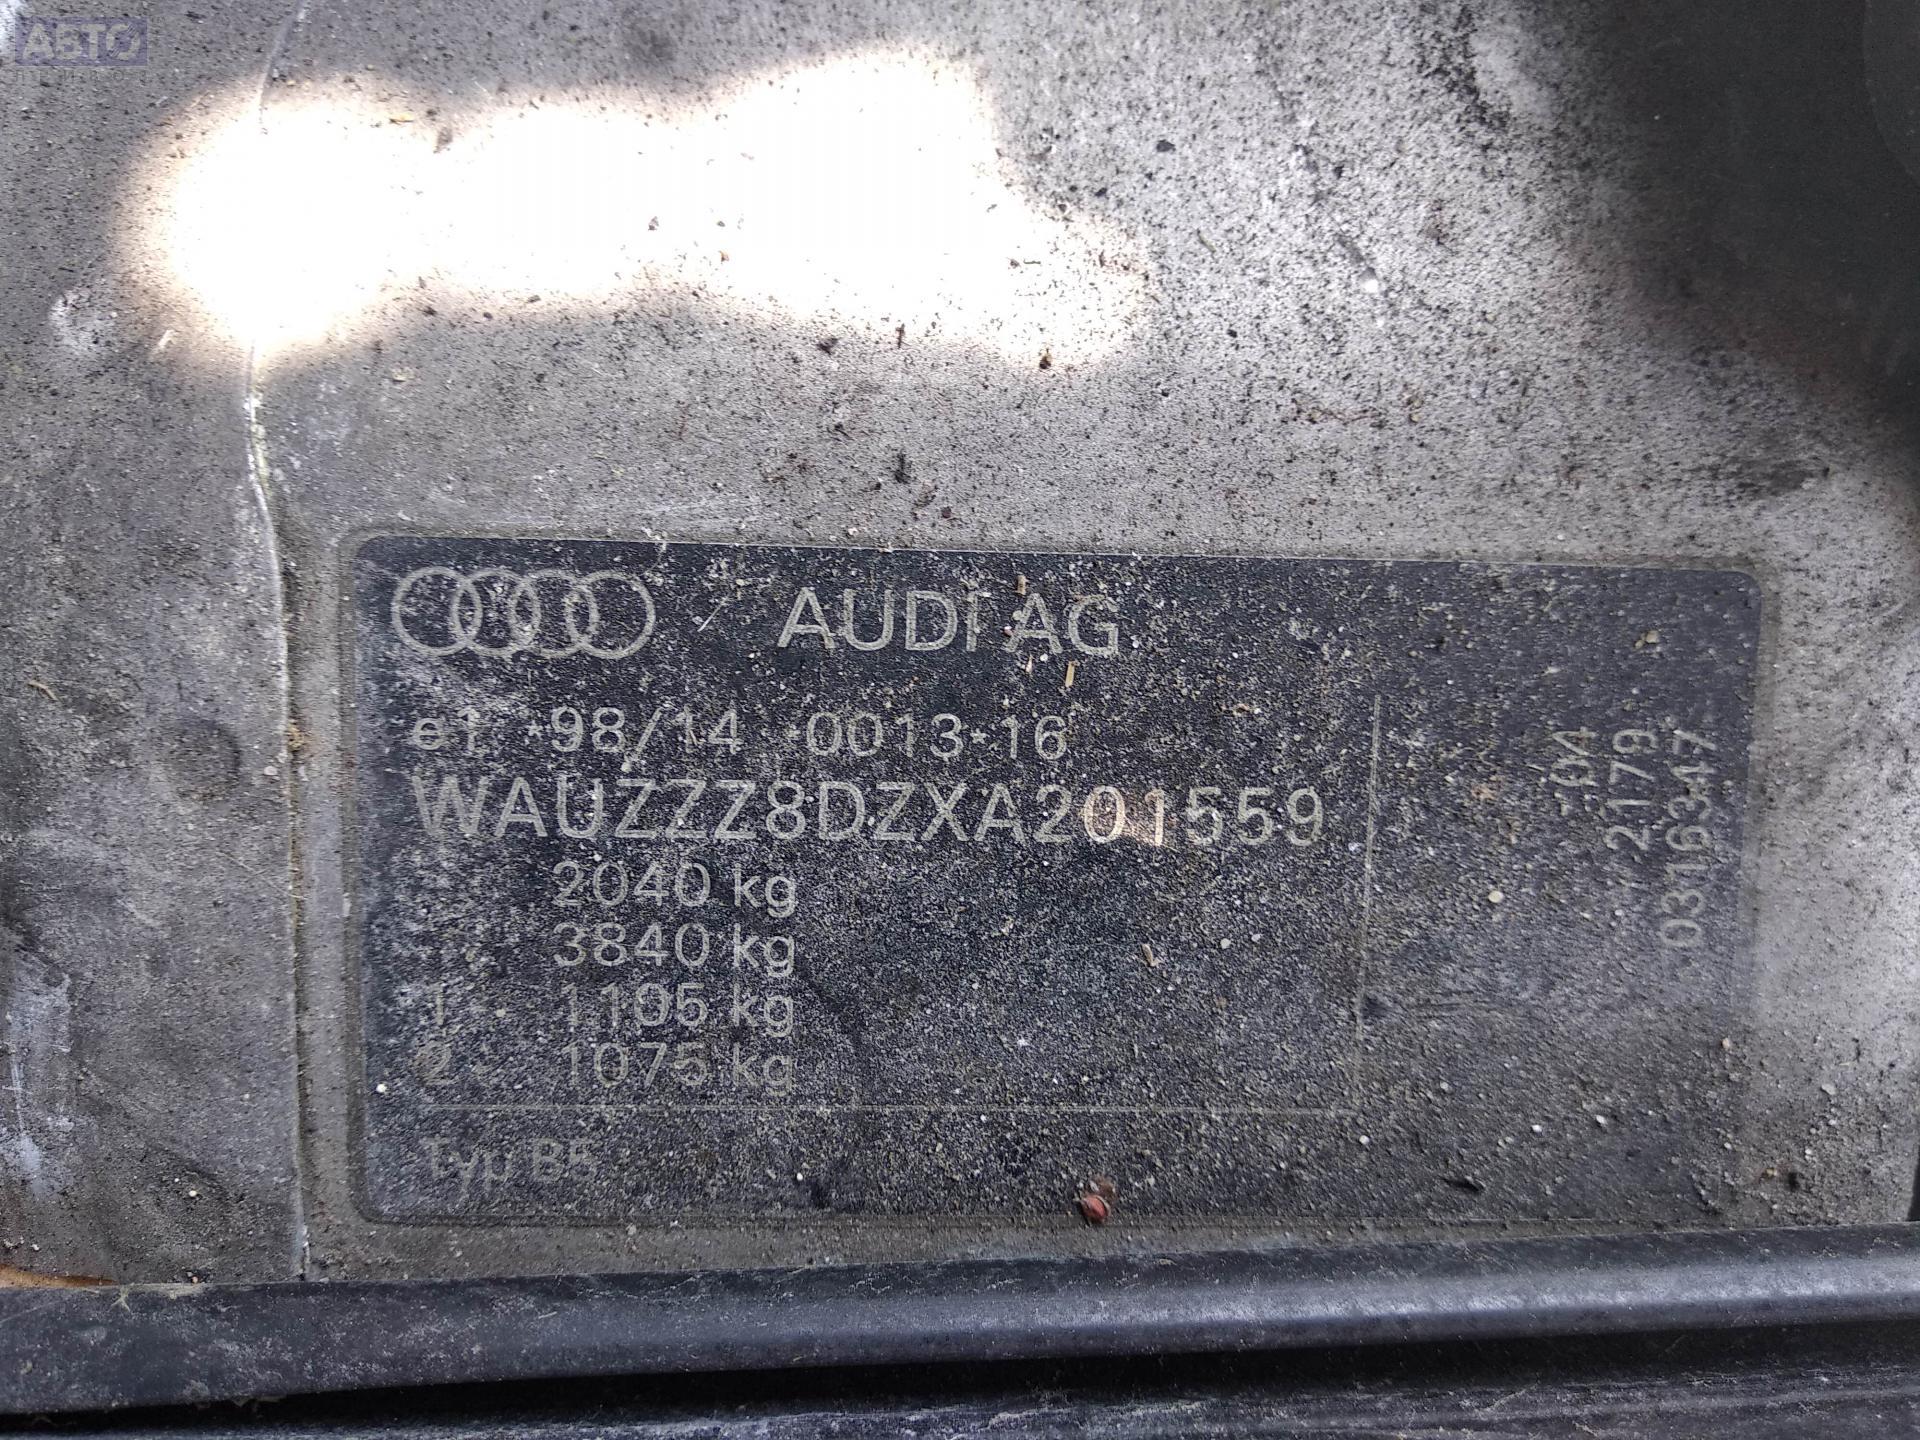 АВТО
AUDI AG
e1 *98/14 *0013*16
WAUZZZ8DZXA201559
2040 kg
3840 kg
1- 1105 kg
2- 1075 kg
Typ B5
04
2179
0316347